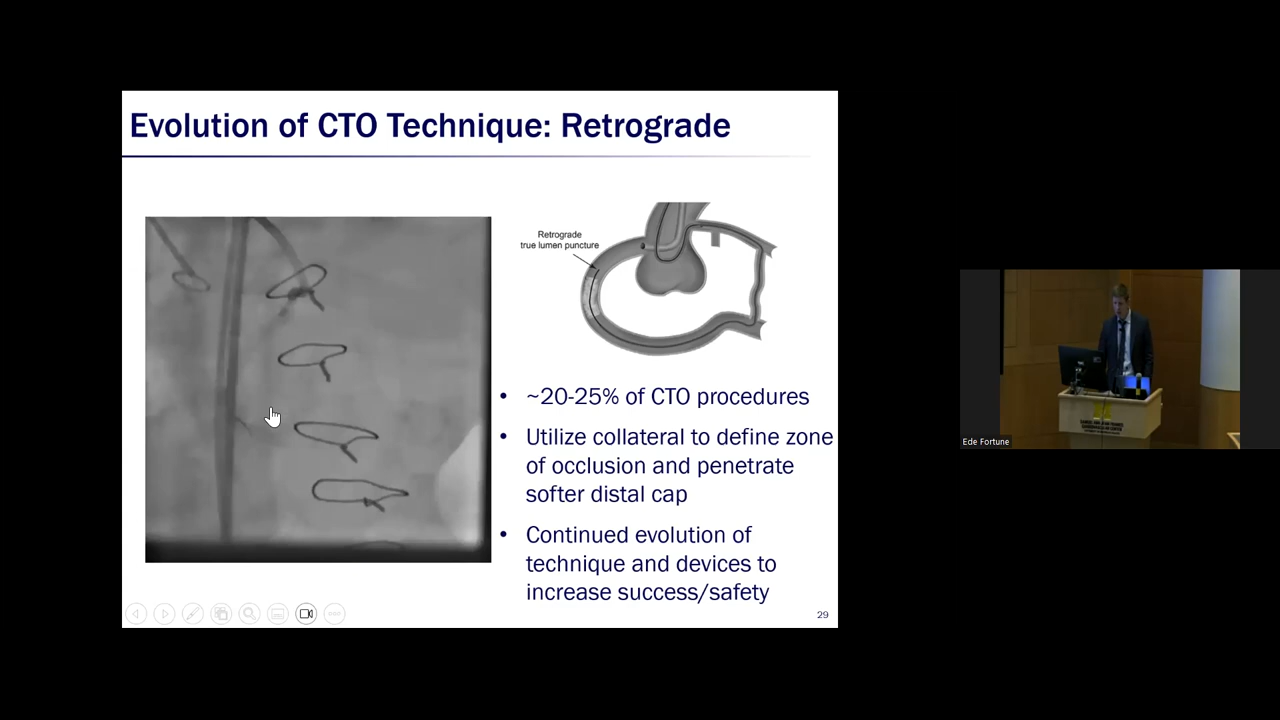 Evolution of CTO Technique: Retrograde
Retrograde
true lumen puncture
• ~20-25% of CTO procedures
• Utilize collateral to define zone
of occlusion and penetrate
softer distal cap
• Continued evolution of
technique and devices to
increase success/safety
29
Ede Fortune